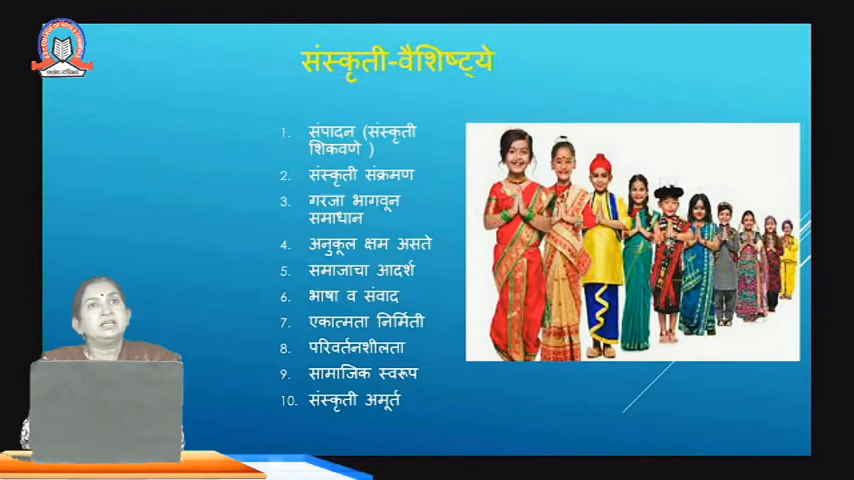 संस्कृती-वैशिष्ट्ये
1. संपादन (संस्कृती
शिकवणे )
2. संस्कृती संक्रमण
3. गरजा भागवून
समाधान
4. अनुकूल क्षम असते
5. समाजाचा आदर्श
6. भाषा व संवाद
7. एकात्मता निर्मिती
8. परिवर्तनशीलता
9. सामाजिक स्वरूप
10. संस्कृती अमूर्त